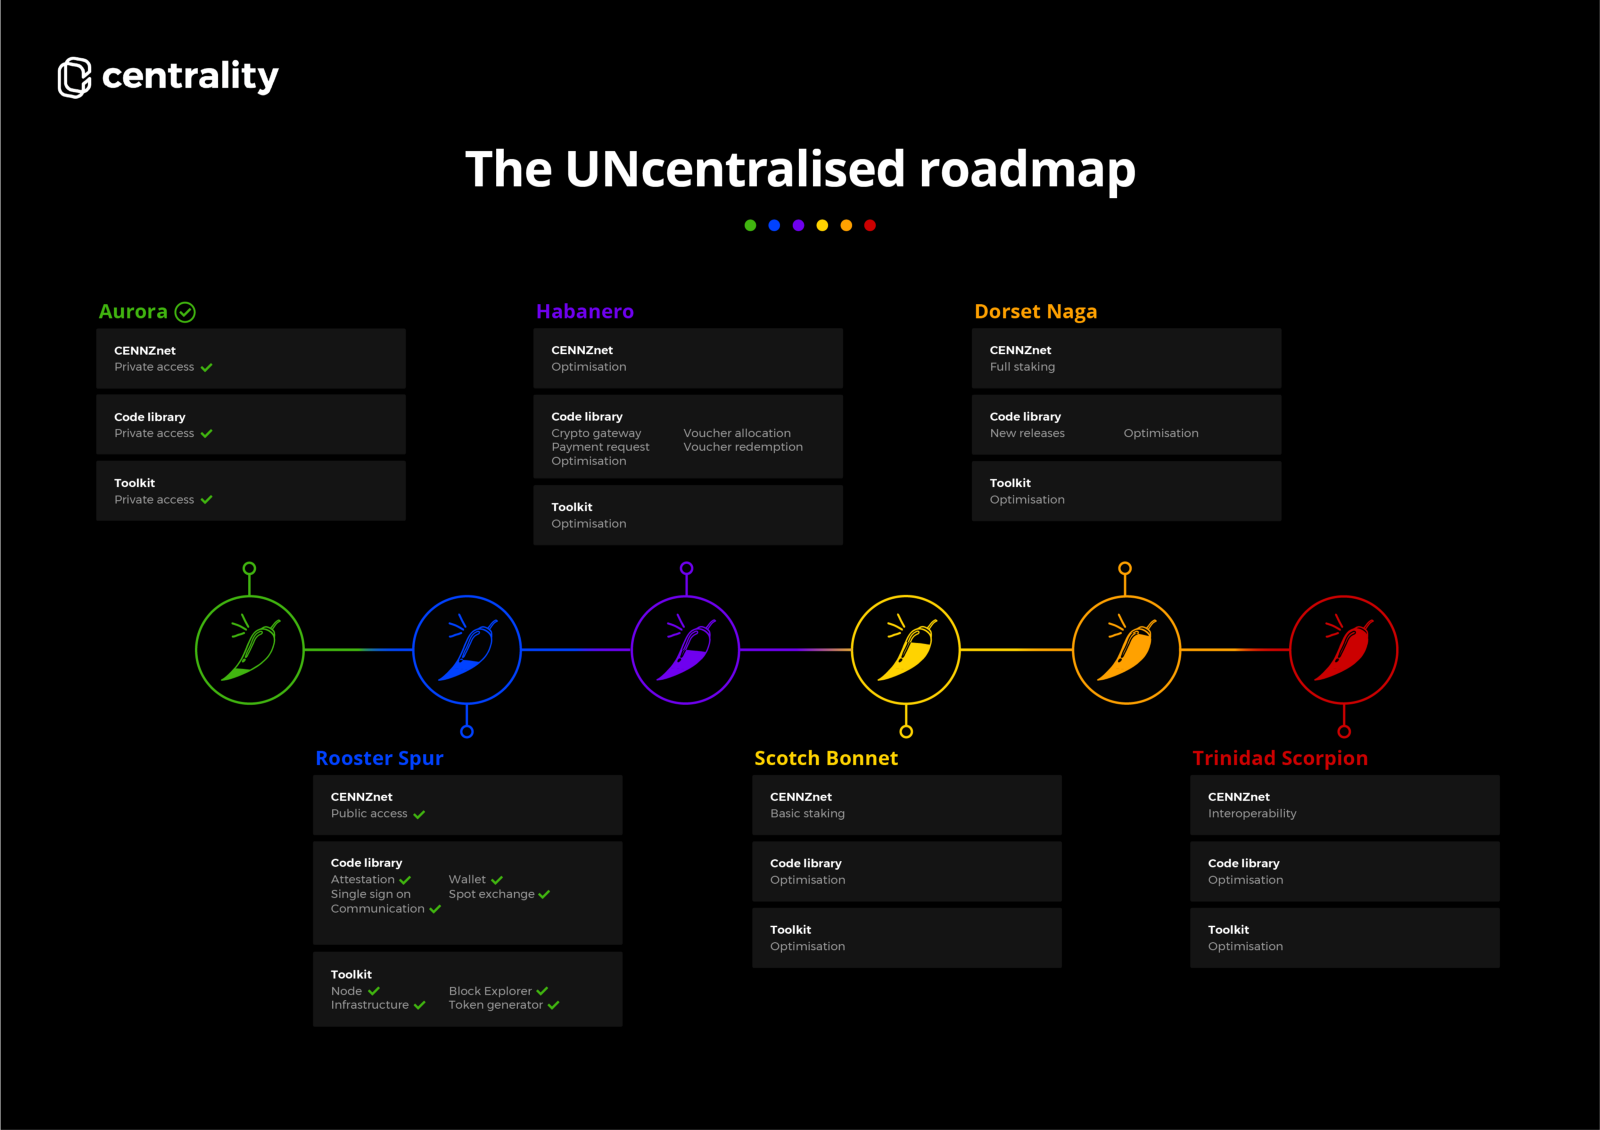 centrality
The UNcentralised roadmap
Aurora
CENNZnet
Private access
Code library
Private access
Toolkit
Private access
Habanero
CENNZnet
Optimisation
Code library
Crypto gateway Voucher allocation
Payment request Voucher redemption
Optimisation
Toolkit
Optimisation
Dorset Naga
CENNZnet
Full staking
Code library
New releases Optimisation
Toolkit
Optimisation
Rooster Spur
CENNZnet
Public access
Code library
Attestation Wallet
Single sign on Spot exchange
Communication
Toolkit
Node Block Explorer
Infrastructure Token generator
Scotch Bonnet
CENNZnet
Basic staking
Code library
Optimisation
Toolkit
Optimisation
Trinidad Scorpion
CENNZnet
Interoperability
Code library
Optimisation
Toolkit
Optimisation